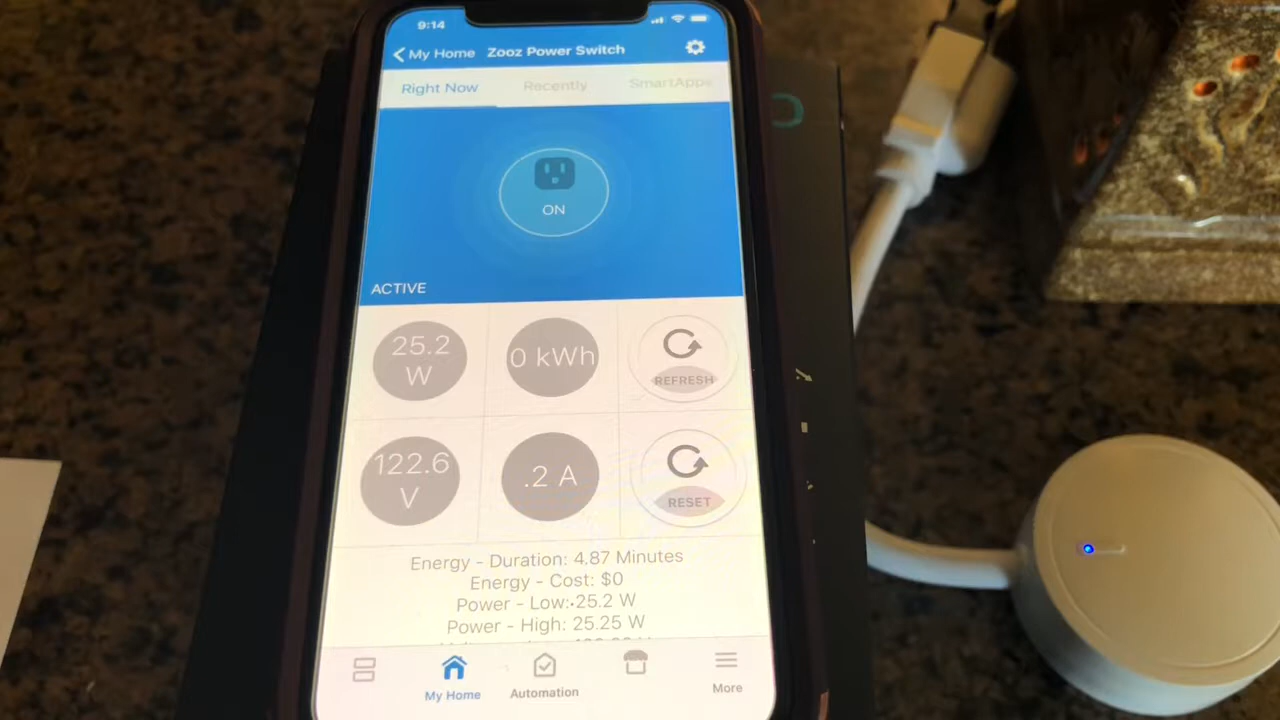 9:14
My Home Zooz Power Switch
Right Now Recently SmartApps
ON
ACTIVE
25.2
W
0 kWh
REFRESH
122.6
V
.2 A
RESET
Energy - Duration: 4.87 Minutes
Energy - Cost: $0
Power - Low: 25.2 W
Power - High: 25.25 W
My Home Automation More